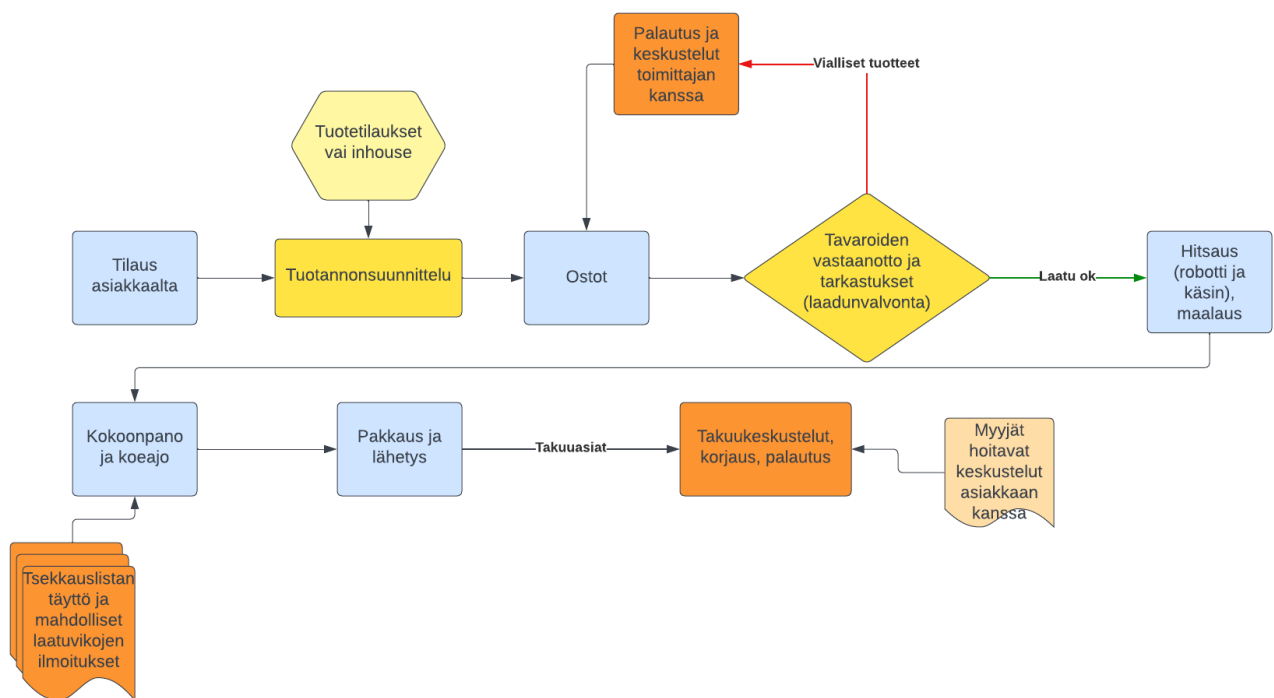 Palautus ja
keskustelut
toimittajan
kanssa
Vialliset tuotteet
Tuotetilaukset
vai inhouse
Tilaus
asiakkaalta
Tuotannonsuunnittelu
Ostot
Tavaroiden
vastaanotto ja
tarkastukset
(laadunvalvonta)
Laatu ok
Hitsaus
(robotti ja
käsin),
maalaus
Kokoonpano
ja koeajo
Pakkaus ja
lähetys
Takuuasiat
Takuukeskustelut,
korjaus, palautus
Myyjät
hoitavat
keskustelut
asiakkaan
kanssa
Tsekkauslistan
täyttö ja
mahdolliset
laatuvikojen
ilmoitukset